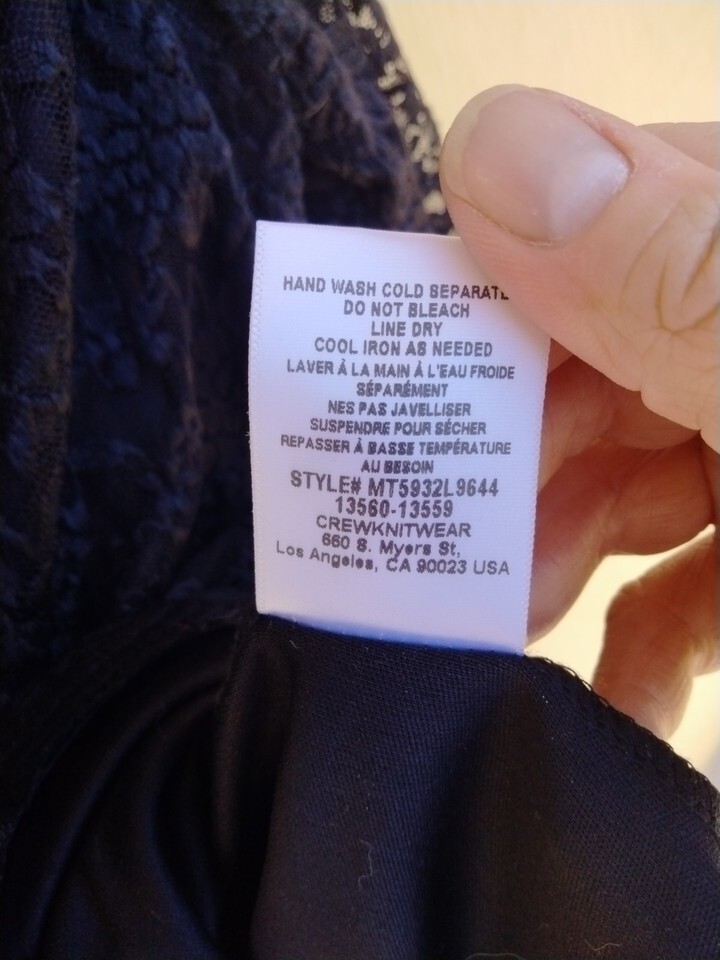 HAND WASH COLD SEPARATE
DO NOT BLEACH
LINE DRY
COOL IRON AS NEEDED
LAVER À LA MAIN À L'EAU FROIDE
SÉPARÉMENT
NES PAS JAVELLISER
SUSPENDRE POUR SÉCHER
REPASSER À BASSE TEMPÉRATURE
AU BESOIN
STYLE# MT5932L9644
13560-13559
CREWKNITWEAR
660 S. Myers St,
Los Angeles, CA 90023 USA